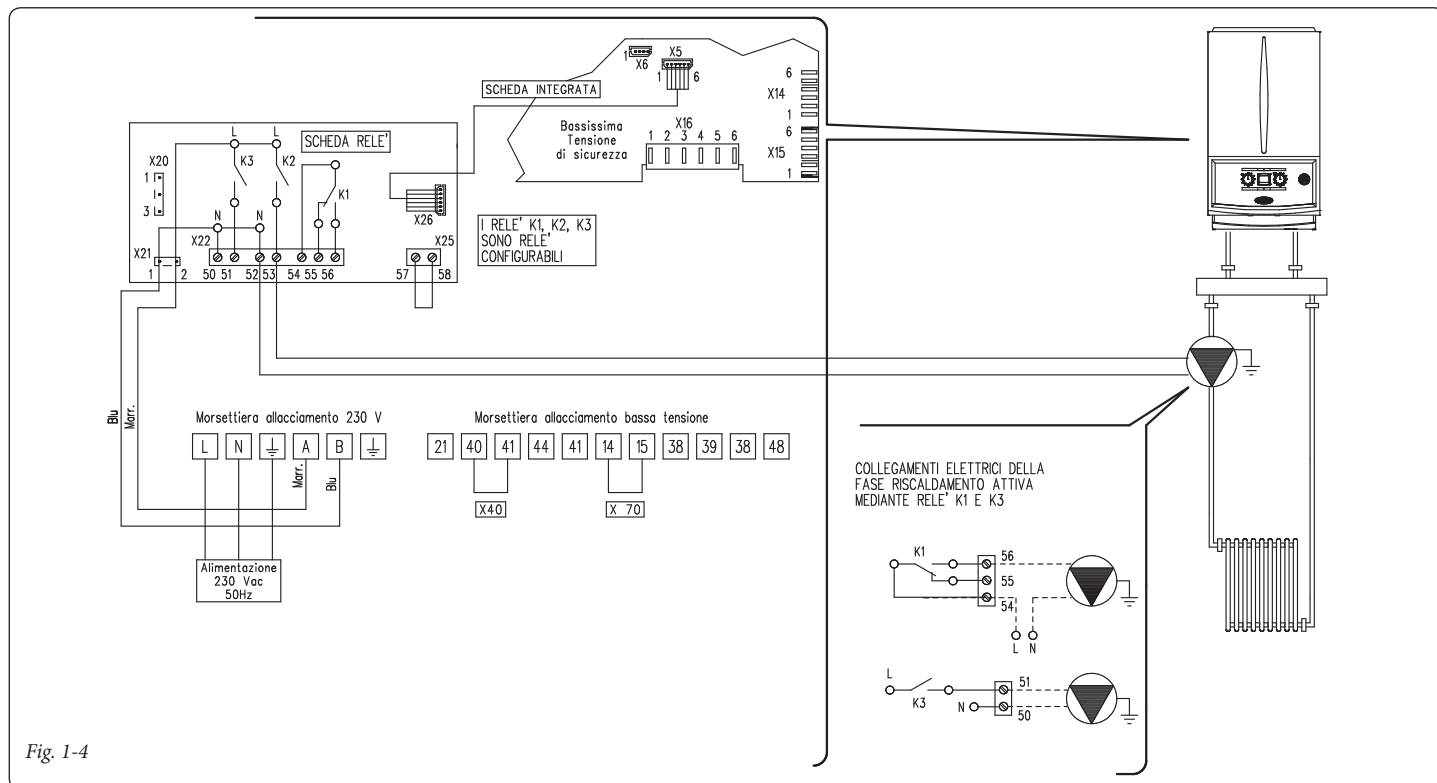 1
X6
X5
1
6
SCHEDA INTEGRATA
6
X14
1
6
X15
1
Bassissima
Tensione
di sicurezza
X16
1 2 3 4 5 6
SCHEDA RELE'
L
L
X20
1
3
K3
K2
K1
N
N
X26
X21
1
2
X22
50 51 52 53 54 55 56
X25
57
58
I RELE' K1, K2, K3
SONO RELE'
CONFIGURABILI
Blu
Marr.
Morsettiera allacciamento 230 V
L N A B
Marr.
Blu
Alimentazione
230 Vac
50Hz
Morsettiera allacciamento bassa tensione
21 40 41 44 41 14 15 38 39 38 48
X40
X 70
COLLEGAMENTI ELETTRICI DELLA
FASE RISCALDAMENTO ATTIVA
MEDIANTE RELE' K1 E K3
K1
56
55
54
L N
L
K3
N
51
50
Fig. 1-4